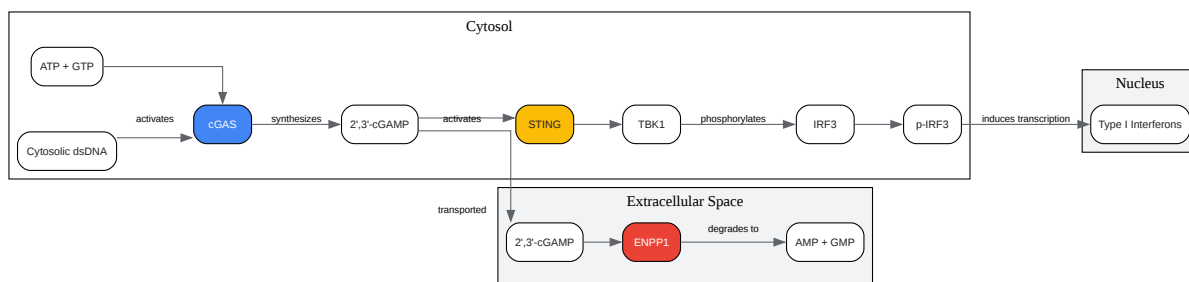 Cytosol
ATP + GTP
Nucleus
activates
cGAS
synthesizes
2',3'-cGAMP
activates
STING
TBK1
phosphorylates
IRF3
p-IRF3
induces transcription
Type I Interferons
Cytosolic dsDNA
Extracellular Space
transported
2',3'-cGAMP
ENPP1
degrades to
AMP + GMP